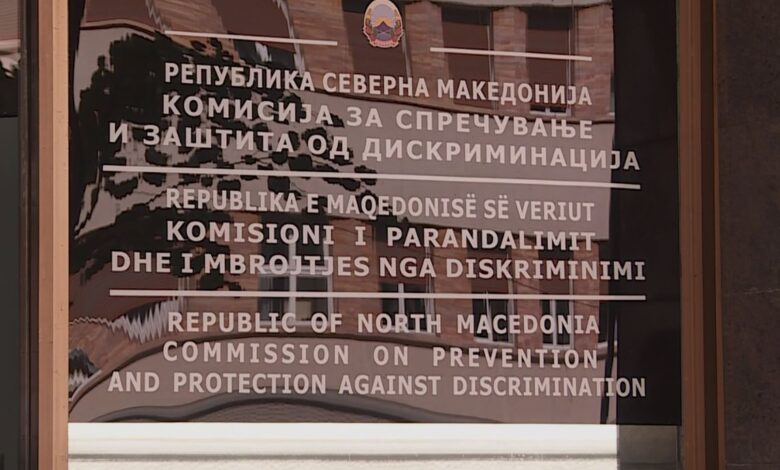 РЕПУБЛИКА СЕВЕРНА МАКЕДОНИЈА
КОМИСИЈА ЗА СПРЕЧУВАЊЕ
И ЗАШТИТА ОД ДИСКРИМИНАЦИЈА
REPUBLIKA E MAQEDONISË SË VERIUT
KOMISIONI I PARANDALIMIT
DHE I MBROJTJES NGA DISKRIMINIMI
REPUBLIC OF NORTH MACEDONIA
COMMISSION ON PREVENTION
AND PROTECTION AGAINST DISCRIMINATION